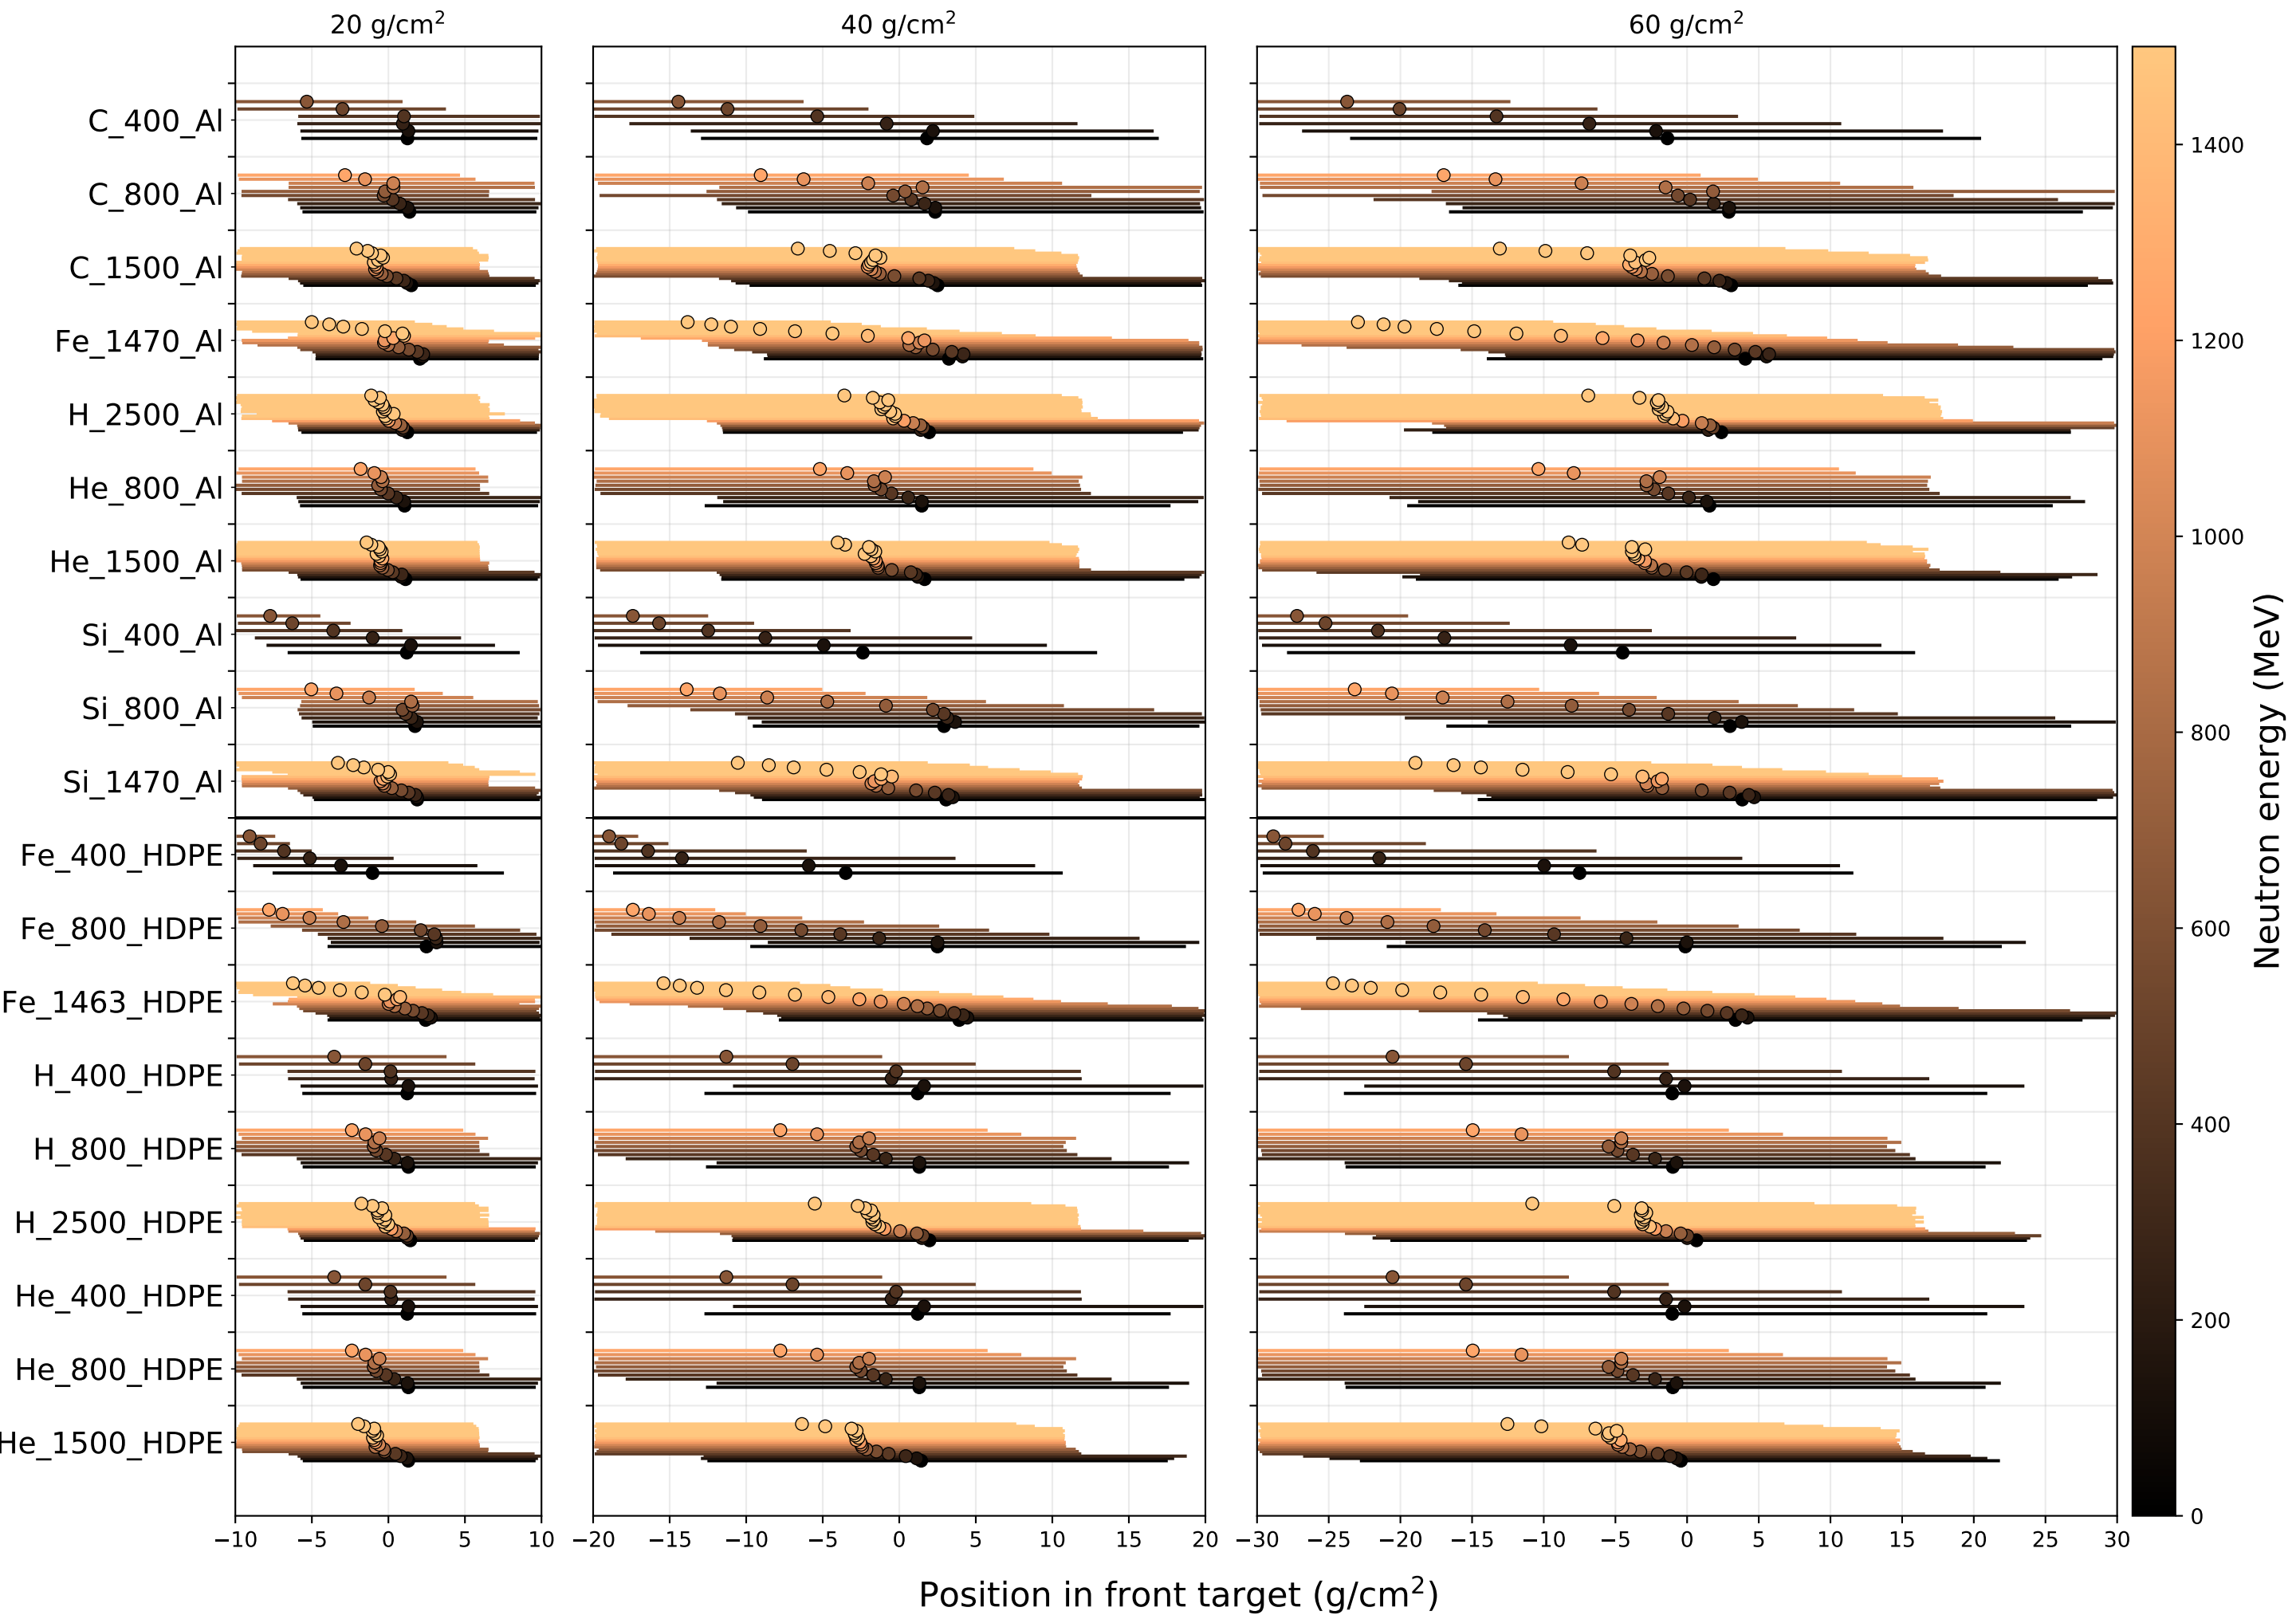 20 g/cm²
40 g/cm²
60 g/cm²
C_400_Al
C_800_Al
C_1500_Al
Fe_1470_Al
H_2500_Al
He_800_Al
He_1500_Al
Si_400_Al
Si_800_Al
Si_1470_Al
Fe_400_HDPE
Fe_800_HDPE
Fe_1463_HDPE
H_400_HDPE
H_800_HDPE
H_2500_HDPE
He_400_HDPE
He_800_HDPE
He_1500_HDPE
−10 −5 0 5 10
−20 −15 −10 −5 0 5 10 15 20
−30 −25 −20 −15 −10 −5 0 5 10 15 20 25 30
Position in front target (g/cm²)
1400
1200
1000
800
600
400
200
0
Neutron energy (MeV)